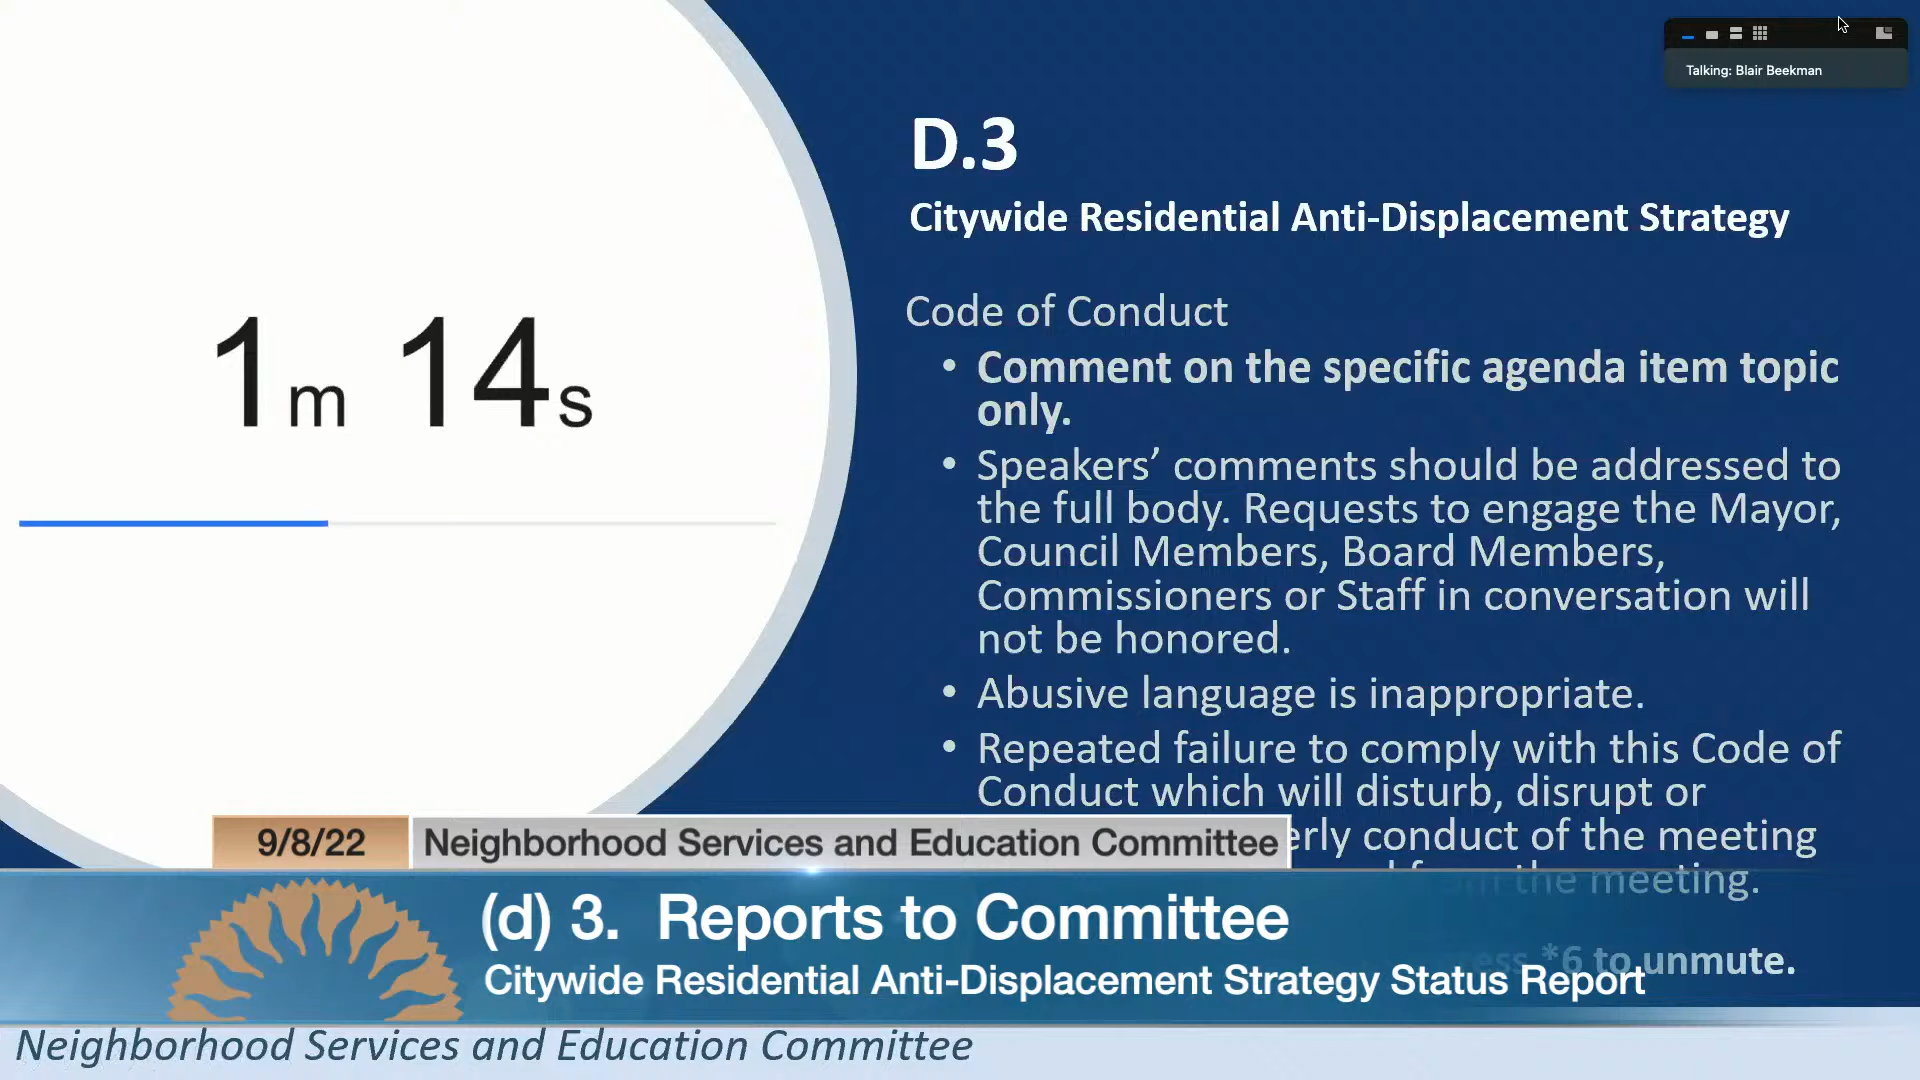 Talking: Blair Beekman
D.3
Citywide Residential Anti-Displacement Strategy
1m 14s
Code of Conduct
• Comment on the specific agenda item topic
only.
• Speakers’ comments should be addressed to
the full body. Requests to engage the Mayor,
Council Members, Board Members,
Commissioners or Staff in conversation will
not be honored.
• Abusive language is inappropriate.
• Repeated failure to comply with this Code of
Conduct which will disturb, disrupt or
erly conduct of the meeting
from the meeting.
press *6 to unmute.
9/8/22
Neighborhood Services and Education Committee
(d) 3. Reports to Committee
Citywide Residential Anti-Displacement Strategy Status Report
Neighborhood Services and Education Committee